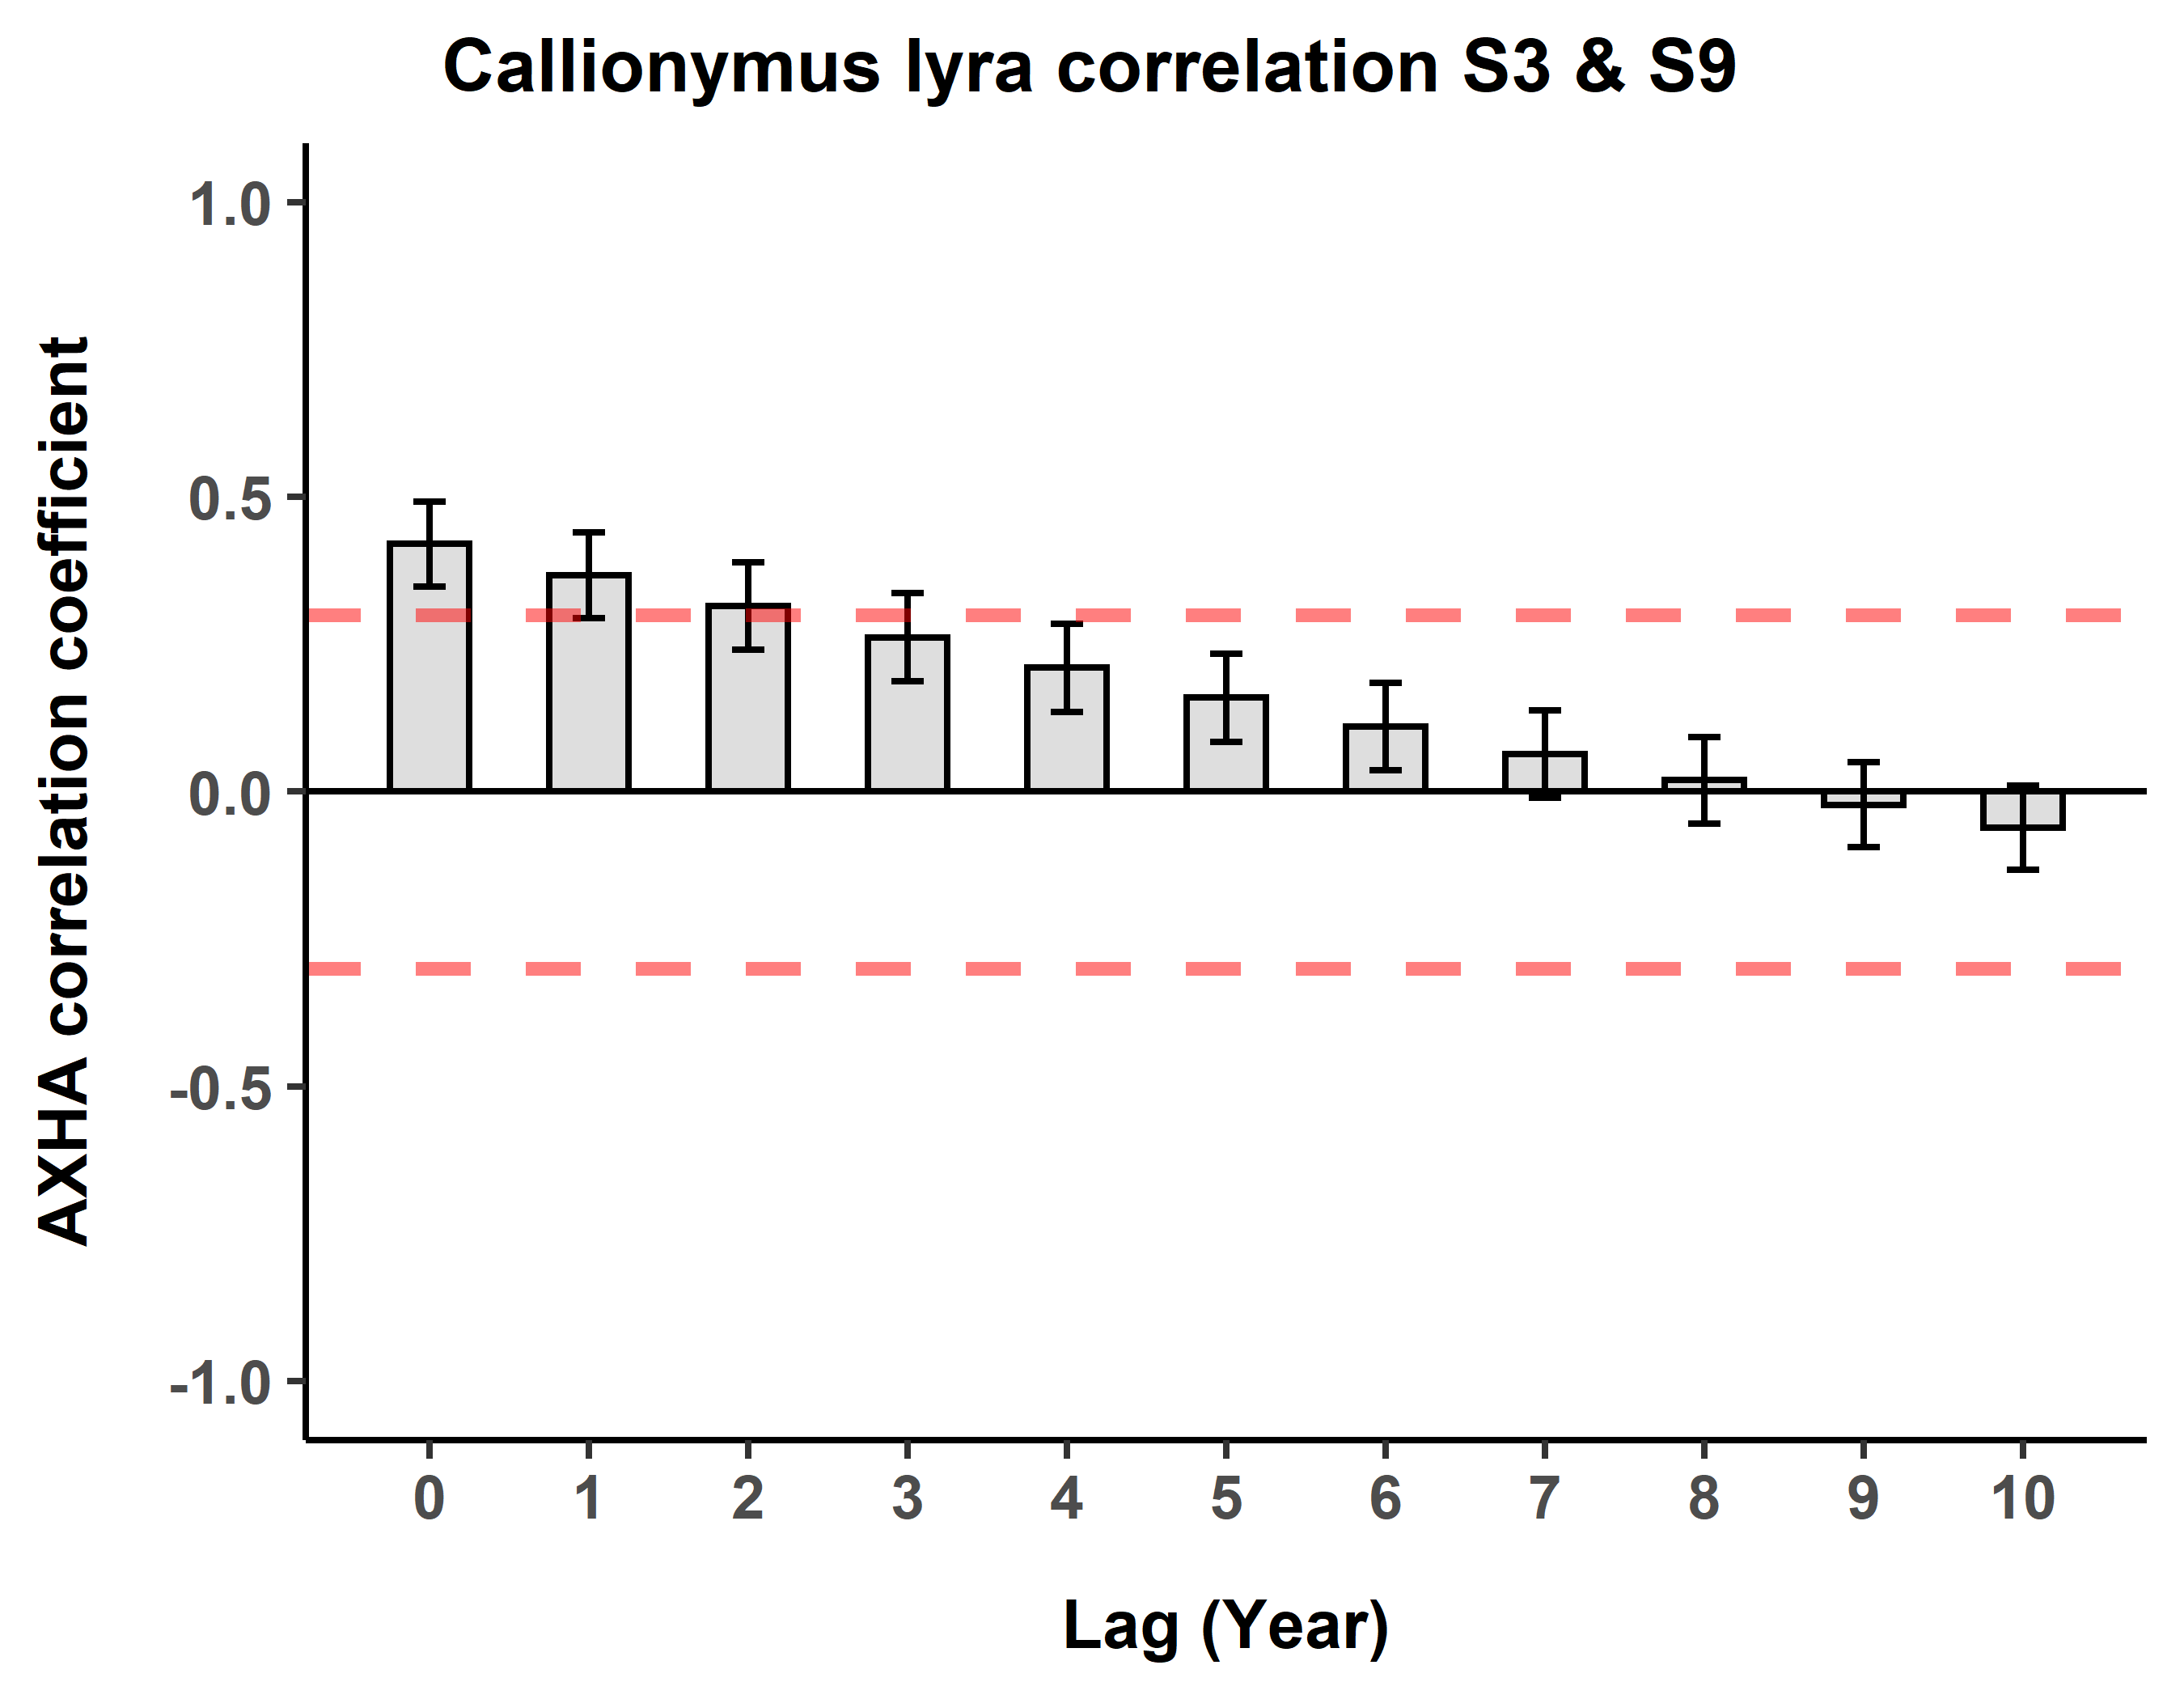 Callionymus lyra correlation S3 & S9
AXHA correlation coefficient
1.0
0.5
0.0
-0.5
-1.0
0 1 2 3 4 5 6 7 8 9 10
Lag (Year)